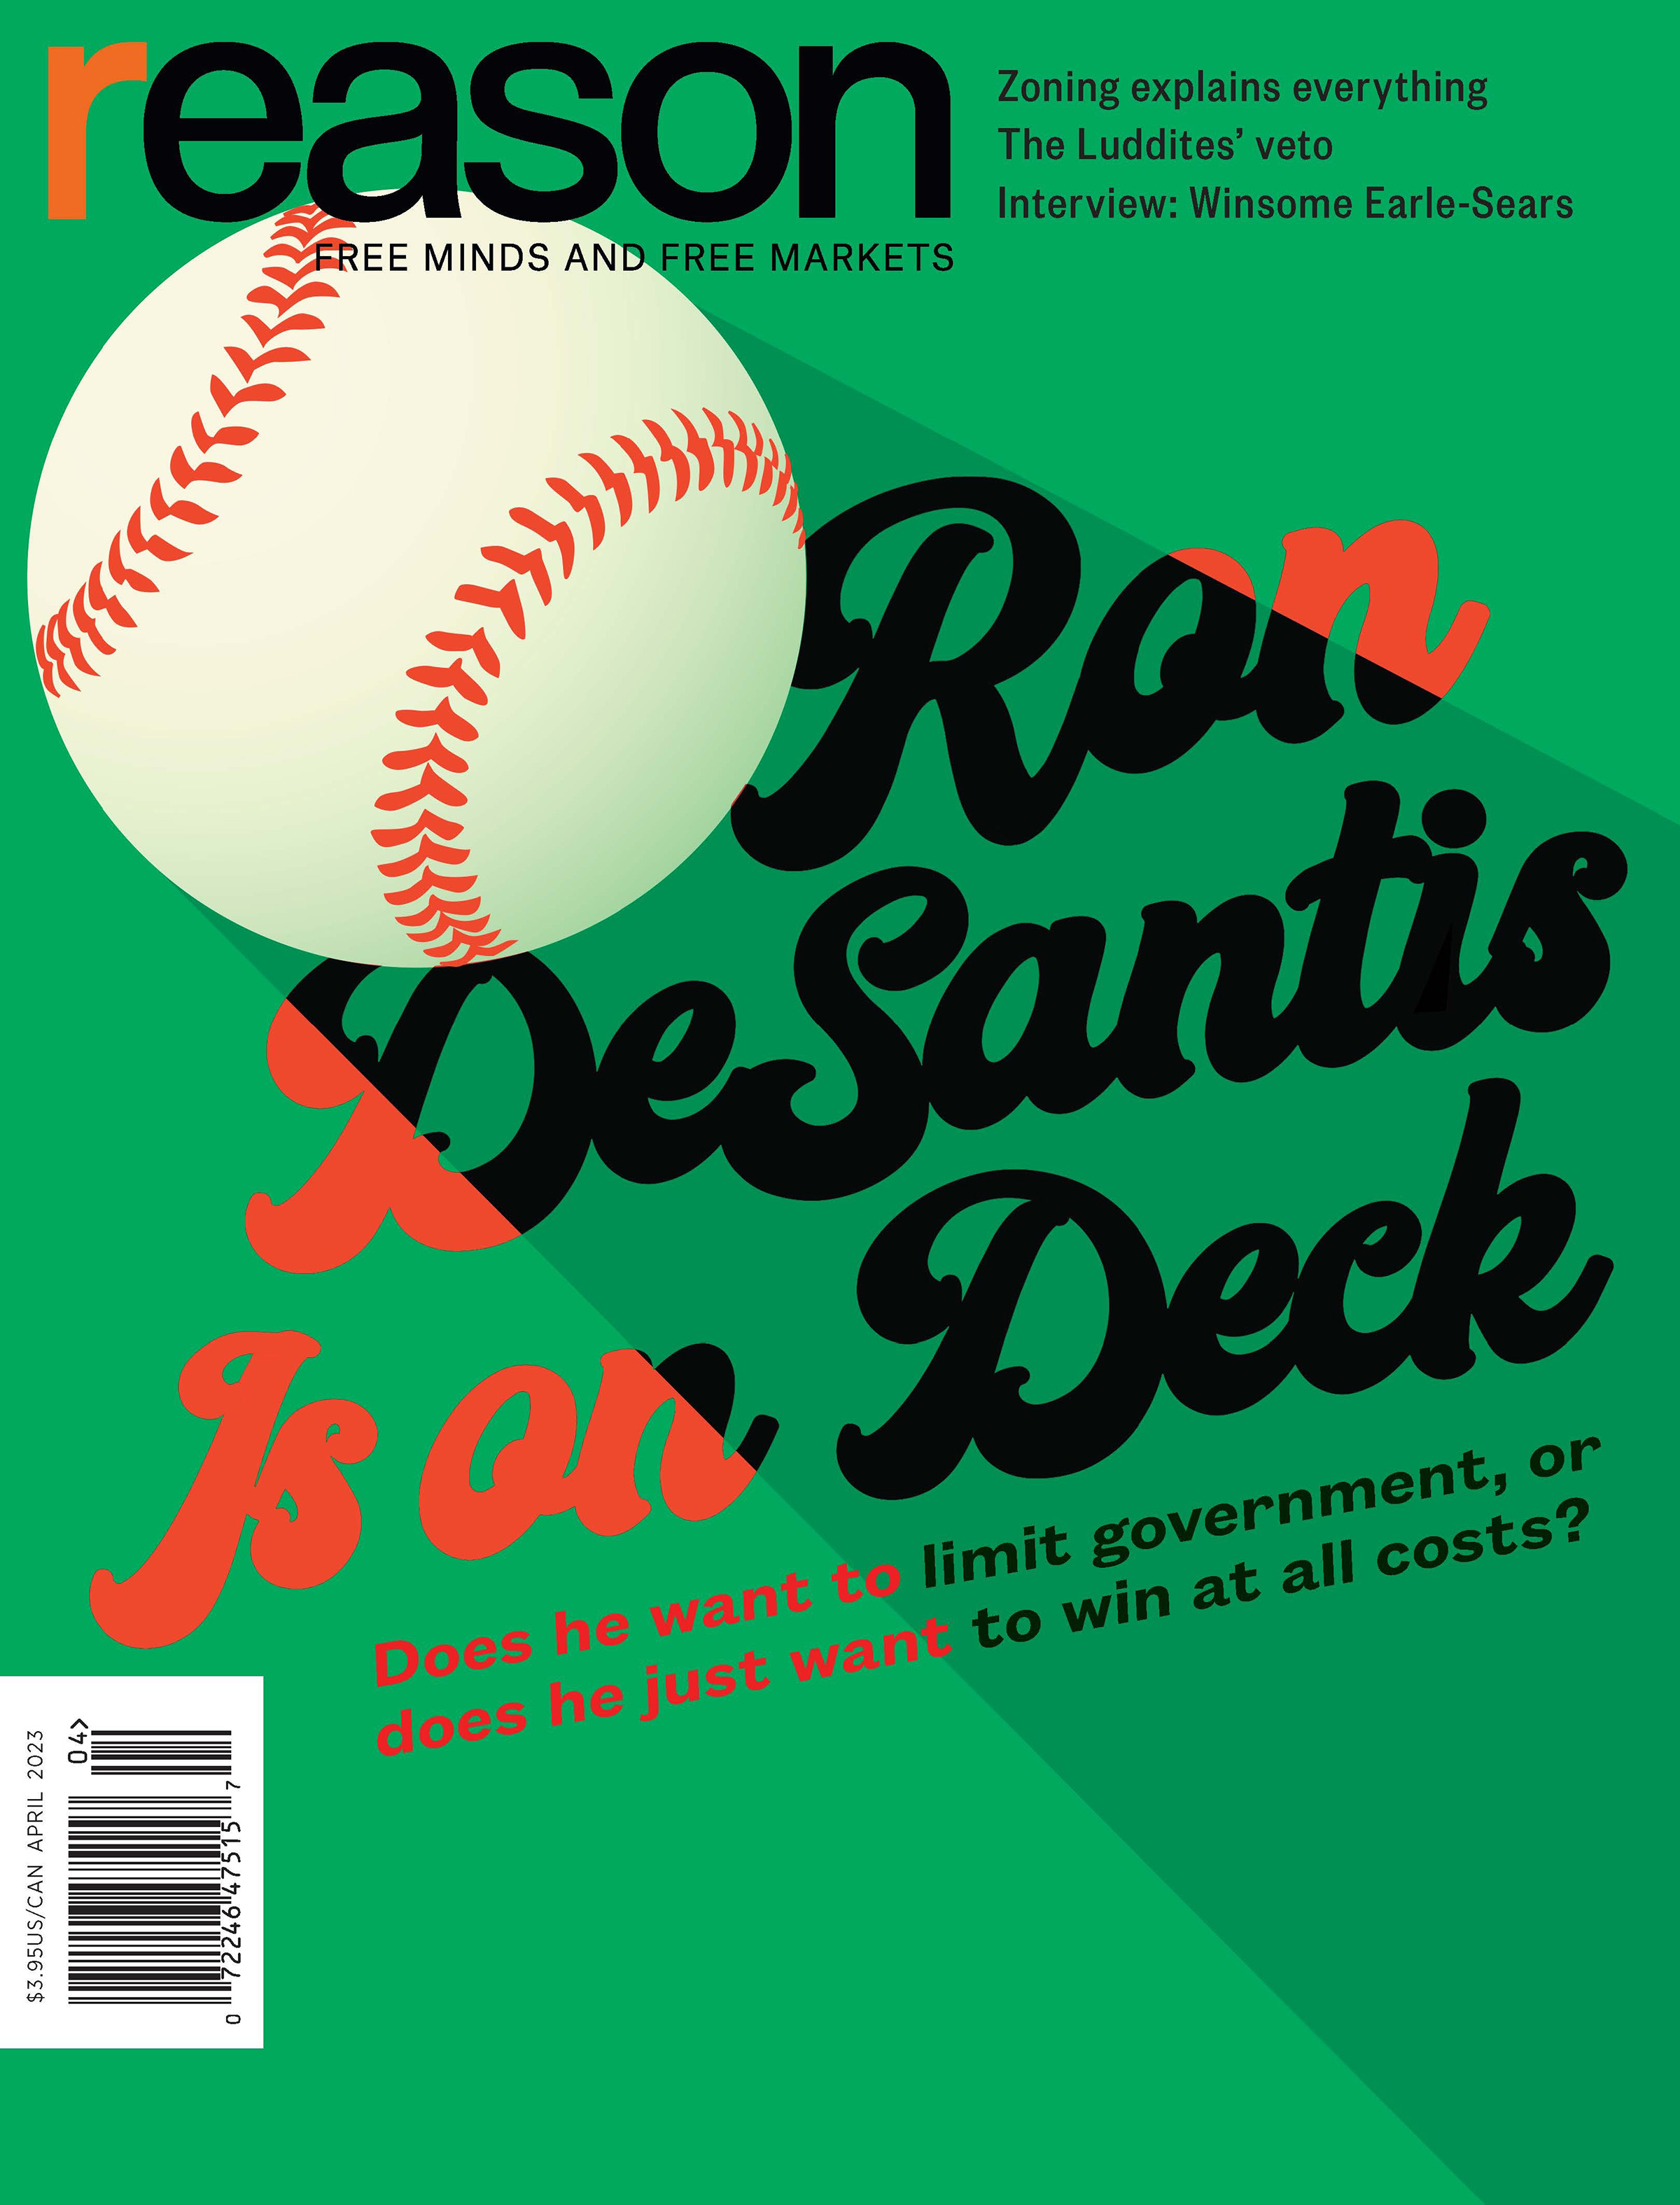 reason
FREE MINDS AND FREE MARKETS
Zoning explains everything
The Luddites’ veto
Interview: Winsome Earle-Sears
Ron
DeSantis
Is on Deck
Does he want to limit government, or
does he just want to win at all costs?
$3.95US/CAN APRIL 2023
04>
0 72246 47515 7